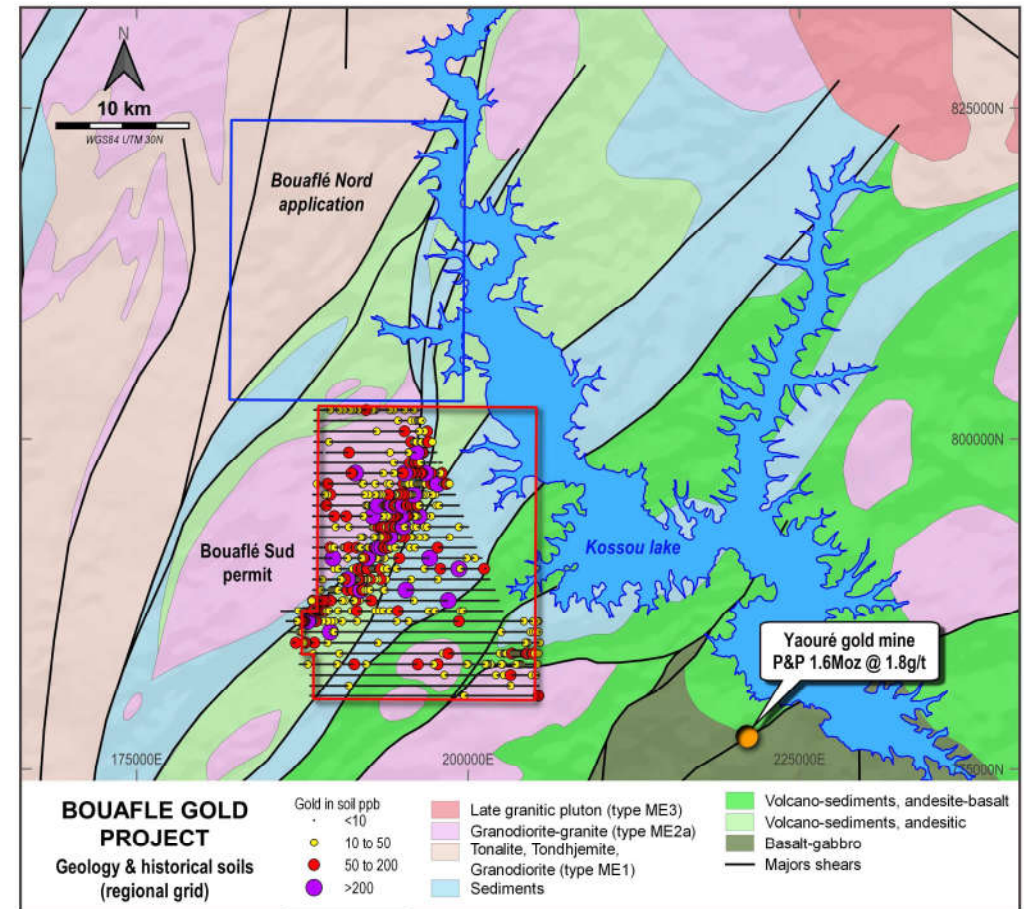 N
10 km
WGS84 UTM 30N
825000N
Bouaflé Nord
application
800000N
Bouaflé Sud
permit
Kossou lake
Yaouré gold mine
P&P 1.6Moz @ 1.8g/t
175000E
200000E
225000E
BOUAFLE GOLD
PROJECT
Geology & historical soils
(regional grid)
Gold in soil ppb
<10
10 to 50
50 to 200
>200
Late granitic pluton (type ME3)
Granodiorite-granite (type ME2a)
Tonalite, Tondhjemite,
Granodiorite (type ME1)
Sediments
Volcano-sediments, andesite-basalt
Volcano-sediments, andesitic
Basalt-gabbro
Majors shears